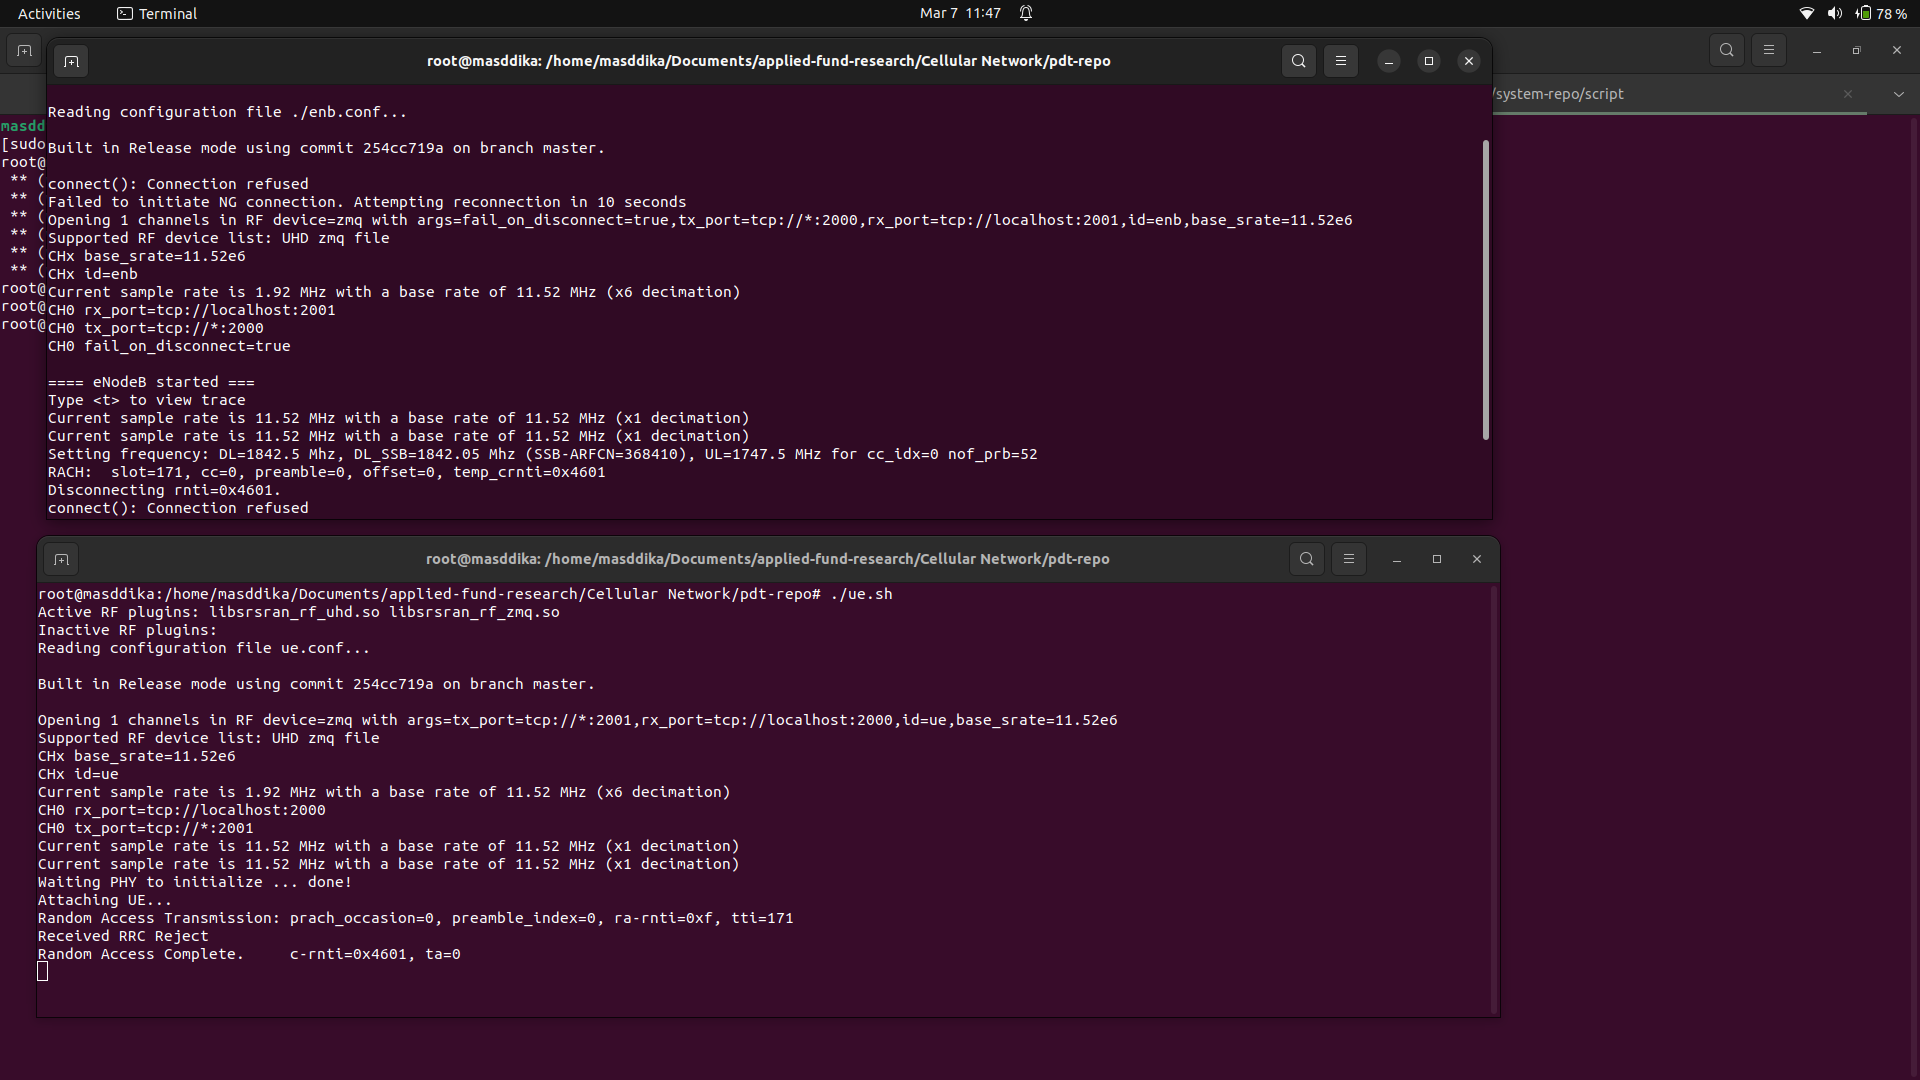 Activities
Terminal
Mar 7 11:47
78 %
root@masddika: /home/masddika/Documents/applied-fund-research/Cellular Network/pdt-repo
/system-repo/script
masdd
[sudo
root@
** (
** (
** (
** (
** (
** (
root@
root@
root@
Reading configuration file ./enb.conf...
Built in Release mode using commit 254cc719a on branch master.
connect(): Connection refused
Failed to initiate NG connection. Attempting reconnection in 10 seconds
Opening 1 channels in RF device=zmq with args=fail_on_disconnect=true,tx_port=tcp://*:2000,rx_port=tcp://localhost:2001,id=enb,base_srate=11.52e6
Supported RF device list: UHD zmq file
CHx base_srate=11.52e6
CHx id=enb
Current sample rate is 1.92 MHz with a base rate of 11.52 MHz (x6 decimation)
CH0 rx_port=tcp://localhost:2001
CH0 tx_port=tcp://*:2000
CH0 fail_on_disconnect=true
==== eNodeB started ===
Type <t> to view trace
Current sample rate is 11.52 MHz with a base rate of 11.52 MHz (x1 decimation)
Current sample rate is 11.52 MHz with a base rate of 11.52 MHz (x1 decimation)
Setting frequency: DL=1842.5 Mhz, DL_SSB=1842.05 Mhz (SSB-ARFCN=368410), UL=1747.5 MHz for cc_idx=0 nof_prb=52
RACH:  slot=171, cc=0, preamble=0, offset=0, temp_crnti=0x4601
Disconnecting rnti=0x4601.
connect(): Connection refused
root@masddika: /home/masddika/Documents/applied-fund-research/Cellular Network/pdt-repo
root@masddika:/home/masddika/Documents/applied-fund-research/Cellular Network/pdt-repo# ./ue.sh
Active RF plugins: libsrsran_rf_uhd.so libsrsran_rf_zmq.so
Inactive RF plugins:
Reading configuration file ue.conf...
Built in Release mode using commit 254cc719a on branch master.
Opening 1 channels in RF device=zmq with args=tx_port=tcp://*:2001,rx_port=tcp://localhost:2000,id=ue,base_srate=11.52e6
Supported RF device list: UHD zmq file
CHx base_srate=11.52e6
CHx id=ue
Current sample rate is 1.92 MHz with a base rate of 11.52 MHz (x6 decimation)
CH0 rx_port=tcp://localhost:2000
CH0 tx_port=tcp://*:2001
Current sample rate is 11.52 MHz with a base rate of 11.52 MHz (x1 decimation)
Current sample rate is 11.52 MHz with a base rate of 11.52 MHz (x1 decimation)
Waiting PHY to initialize ... done!
Attaching UE...
Random Access Transmission: prach_occasion=0, preamble_index=0, ra-rnti=0xf, tti=171
Received RRC Reject
Random Access Complete.     c-rnti=0x4601, ta=0